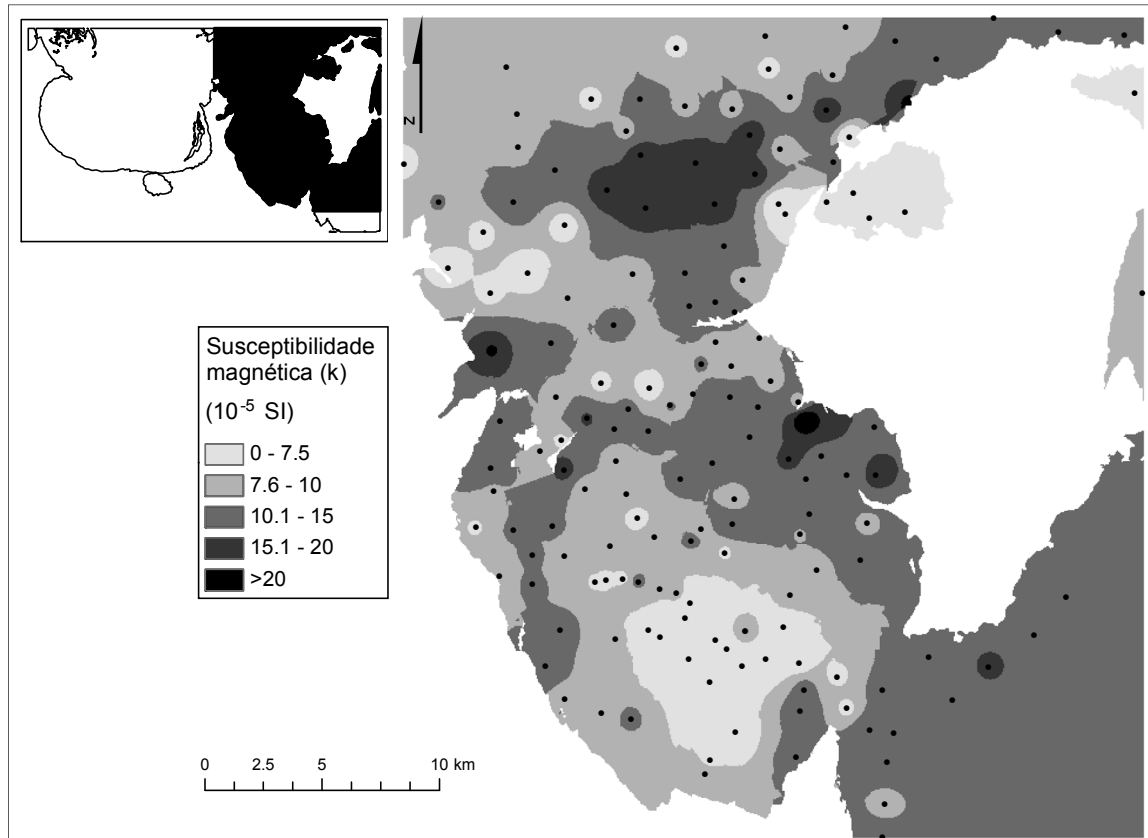 N
Susceptibilidade
magnética (k)
(10⁻⁵ SI)
0 - 7.5
7.6 - 10
10.1 - 15
15.1 - 20
>20
0 2.5 5 10 km